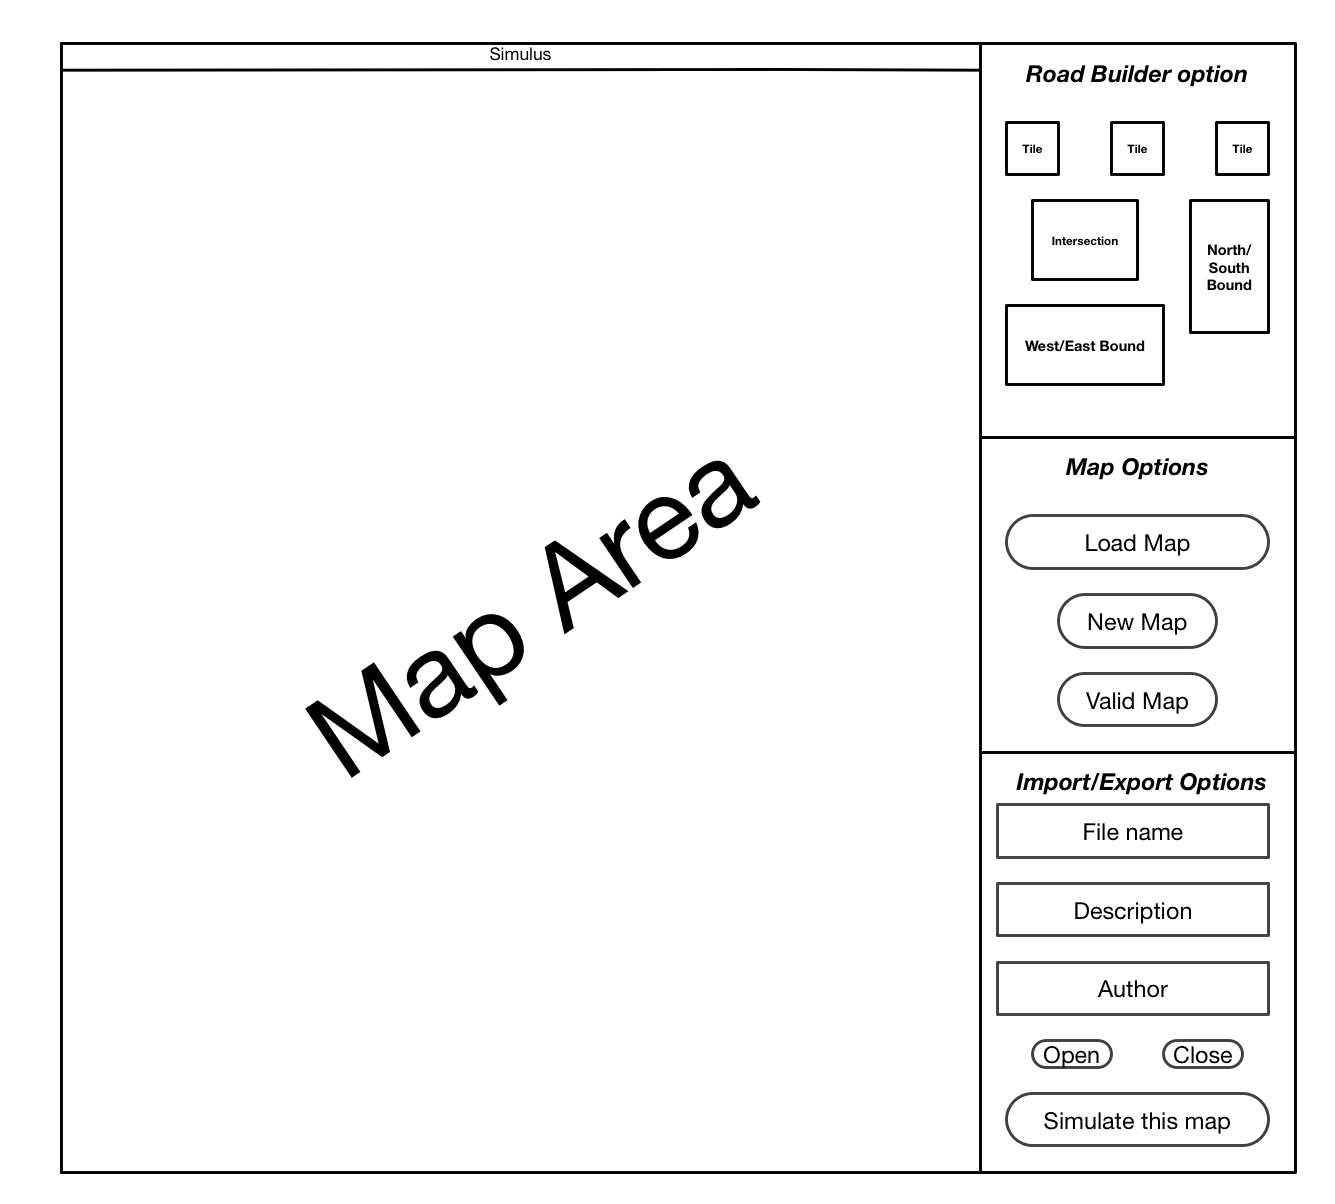 Simulus
Map Area
Road Builder option
Tile
Tile
Tile
Intersection
North/
South
Bound
West/East Bound
Map Options
Load Map
New Map
Valid Map
Import/Export Options
File name
Description
Author
Open
Close
Simulate this map